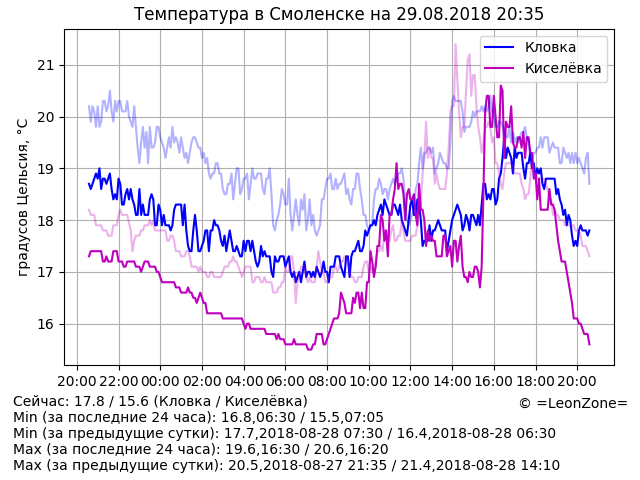 Температура в Смоленске на 29.08.2018 20:35
Кловка
Киселёвка
градусов Цельсия, °C
21
20
19
18
17
16
20:00 22:00 00:00 02:00 04:00 06:00 08:00 10:00 12:00 14:00 16:00 18:00 20:00
Сейчас: 17.8 / 15.6 (Кловка / Киселёвка)
© =LeonZone=
Min (за последние 24 часа): 16.8,06:30 / 15.5,07:05
Min (за предыдущие сутки): 17.7,2018-08-28 07:30 / 16.4,2018-08-28 06:30
Max (за последние 24 часа): 19.6,16:30 / 20.6,16:20
Max (за предыдущие сутки): 20.5,2018-08-27 21:35 / 21.4,2018-08-28 14:10